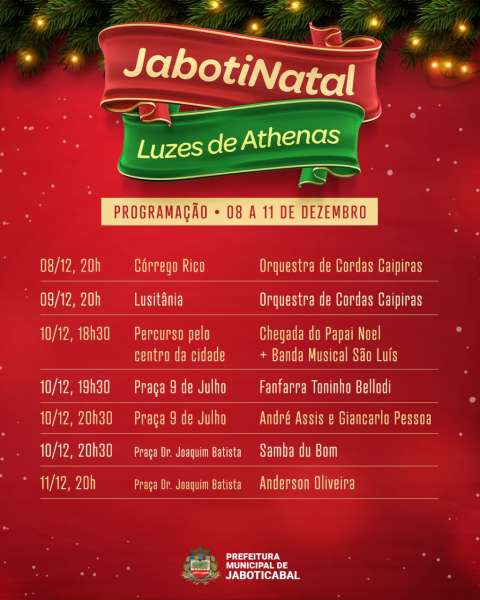 JabotiNatal
Luzes de Athenas
PROGRAMAÇÃO • 08 A 11 DE DEZEMBRO
08/12, 20h Córrego Rico Orquestra de Cordas Caipiras
09/12, 20h Lusitânia Orquestra de Cordas Caipiras
10/12, 18h30 Percurso pelo Chegada do Papai Noel
centro da cidade + Banda Musical São Luís
10/12, 19h30 Praça 9 de Julho Fanfarra Toninho Bellodi
10/12, 20h30 Praça 9 de Julho André Assis e Giancarlo Pessoa
10/12, 20h30 Praça Dr. Joaquim Batista Samba du Bom
11/12, 20h Praça Dr. Joaquim Batista Anderson Oliveira
PREFEITURA
MUNICIPAL DE
JABOTICABAL